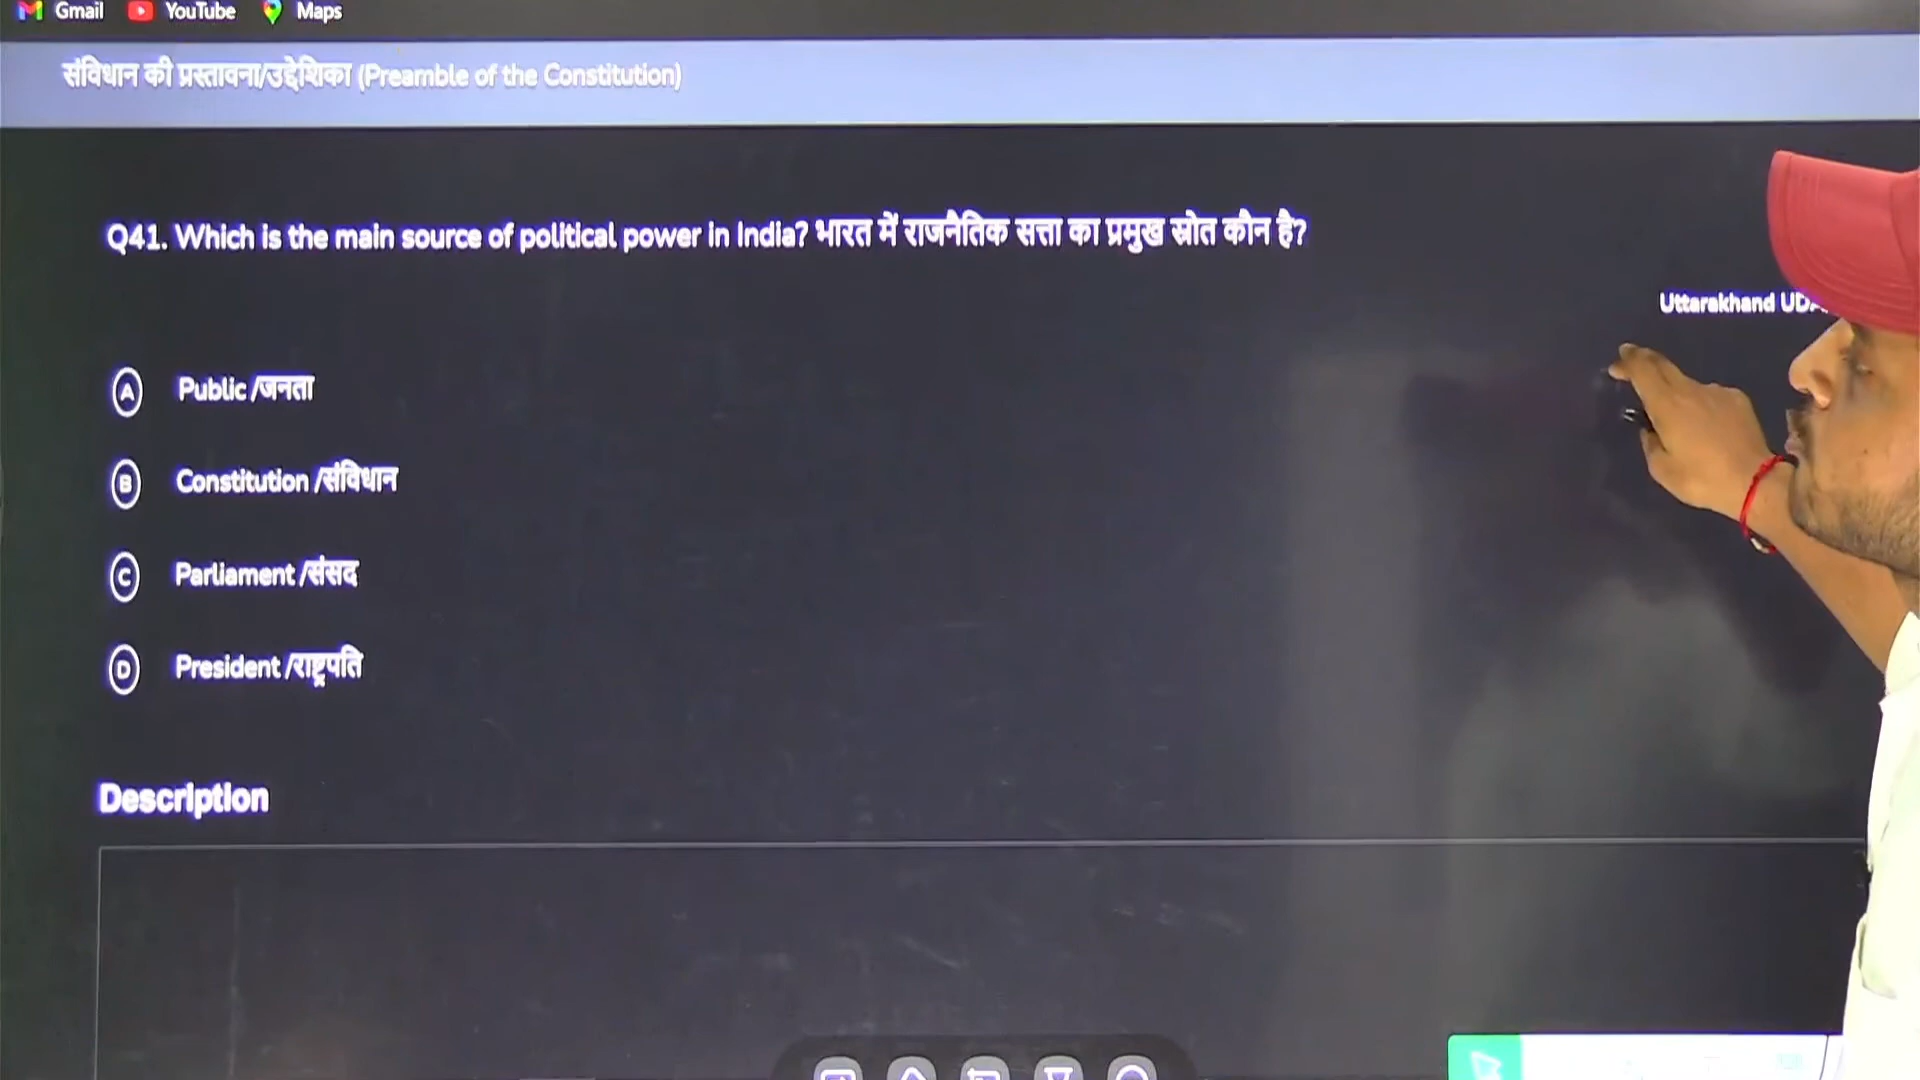 Gmail YouTube Maps
संविधान की प्रस्तावना/उद्देशिका (Preamble of the Constitution)
Q41. Which is the main source of political power in India? भारत में राजनैतिक सत्ता का प्रमुख स्रोत कौन है?
Uttarakhand
A Public /जनता
B Constitution /संविधान
C Parliament /संसद
D President /राष्ट्रपति
Description